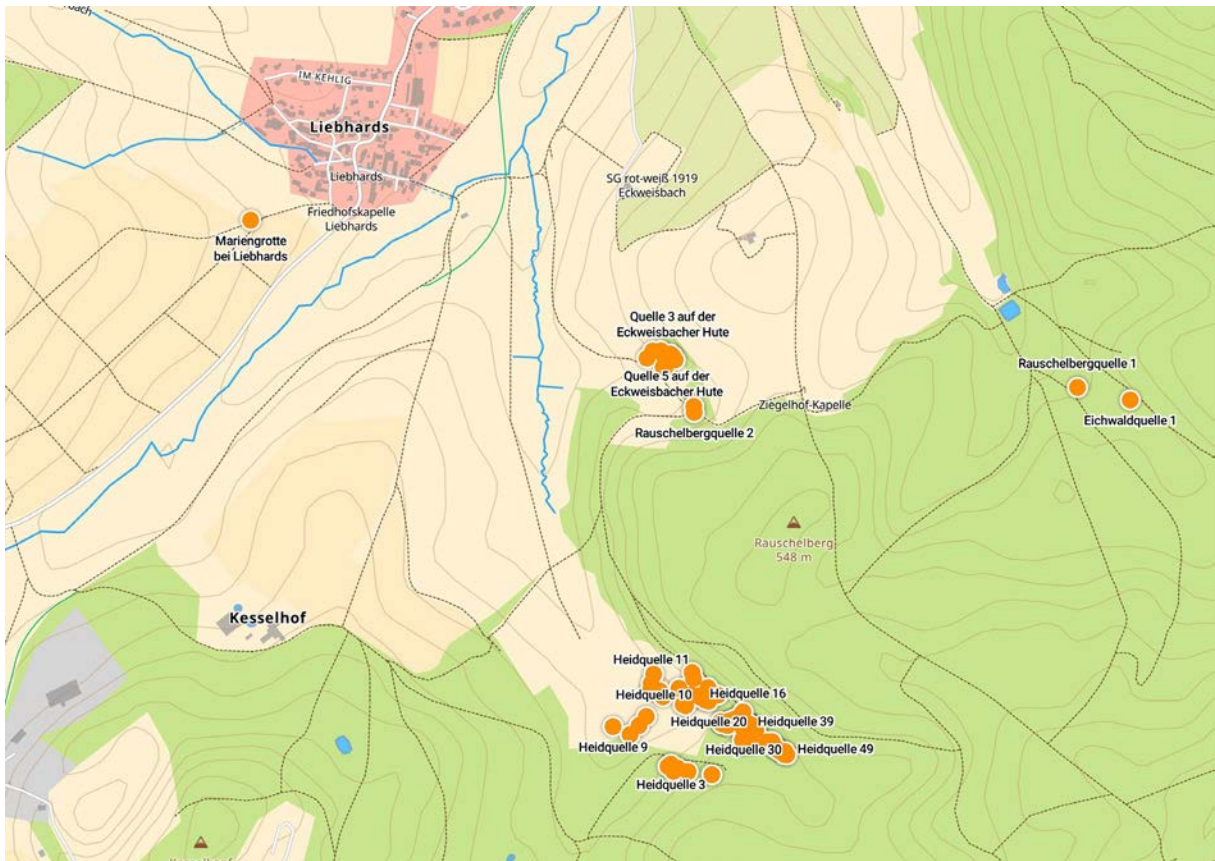 IM KEHLIG
Liebhards
Liebhards
Friedhofskapelle
Liebhards
Mariengrotte
bei Liebhards
SG rot-weiß 1919
Eckweisbach
Quelle 3 auf der
Eckweisbacher Hute
Quelle 5 auf der
Eckweisbacher Hute
Rauschelbergquelle 2
Ziegelhof-Kapelle
Rauschelbergquelle 1
Eichwaldquelle 1
Rauschelberg
548 m
Kesselhof
Heidquelle 11
Heidquelle 10
Heidquelle 16
Heidquelle 20
Heidquelle 39
Heidquelle 9
Heidquelle 30
Heidquelle 49
Heidquelle 3